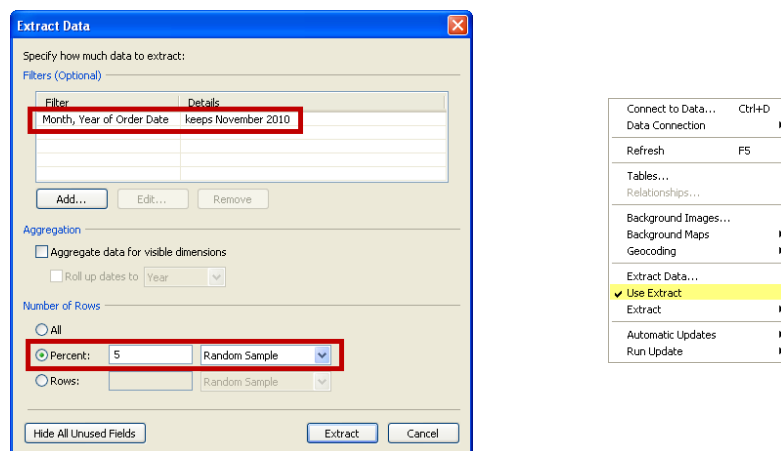 Extract Data
Specify how much data to extract:
Filters (Optional)
Filter Details
Month, Year of Order Date keeps November 2010
Add... Edit... Remove
Aggregation
Aggregate data for visible dimensions
Roll up dates to Year
Number of Rows
All
Percent: 5 Random Sample
Rows: Random Sample
Hide All Unused Fields Extract Cancel
Connect to Data... Ctrl+D
Data Connection
Refresh F5
Tables...
Relationships...
Background Images...
Background Maps
Geocoding
Extract Data...
Use Extract
Extract
Automatic Updates
Run Update